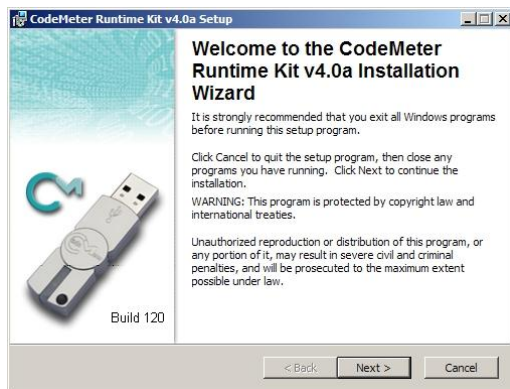 CodeMeter Runtime Kit v4.0a Setup
Welcome to the CodeMeter
Runtime Kit v4.0a Installation
Wizard
It is strongly recommended that you exit all Windows programs
before running this setup program.
Click Cancel to quit the setup program, then close any
programs you have running. Click Next to continue the
installation.
WARNING: This program is protected by copyright law and
international treaties.
Unauthorized reproduction or distribution of this program, or
any portion of it, may result in severe civil and criminal
penalties, and will be prosecuted to the maximum extent
possible under law.
Build 120
< Back
Next >
Cancel